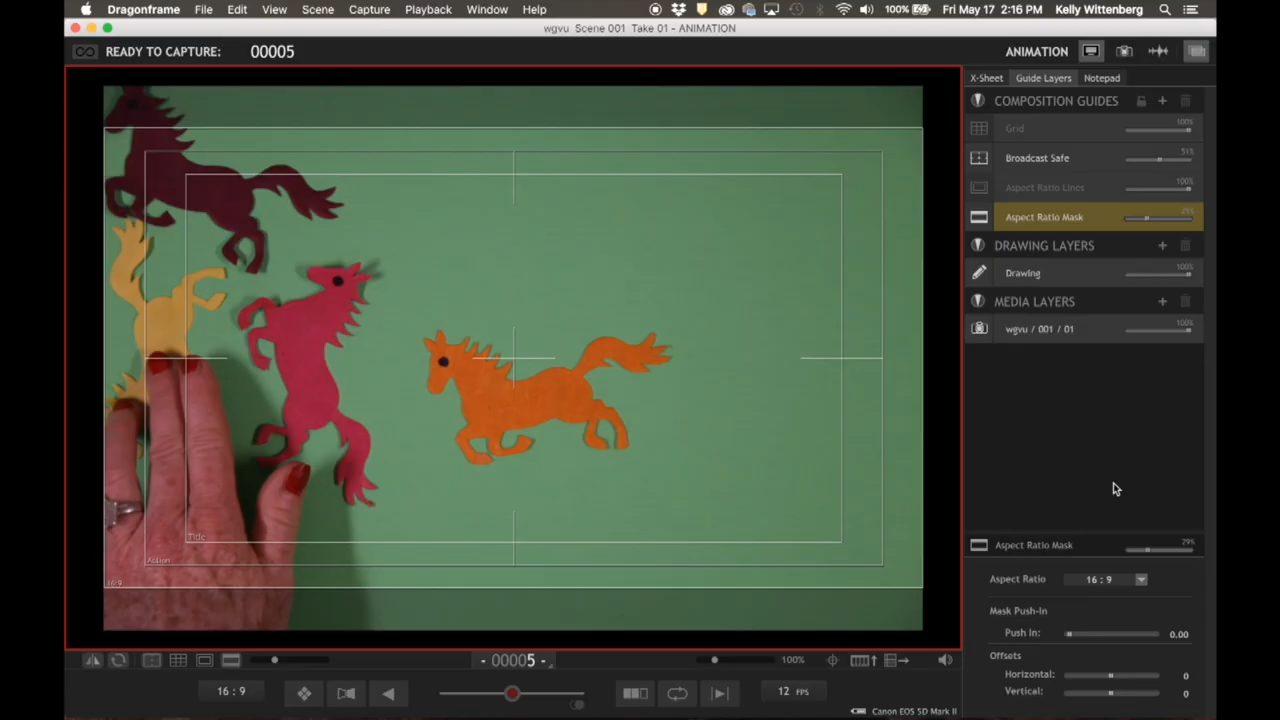 Dragonframe File Edit View Scene Capture Playback Window Help 100% Fri May 17 2:16 PM Kelly Wittenberg
wgvu Scene 001 Take 01 - ANIMATION
READY TO CAPTURE: 00005 ANIMATION
X-Sheet Guide Layers Notepad
COMPOSITION GUIDES
Grid 100%
Broadcast Safe 51%
Aspect Ratio Lines 100%
Aspect Ratio Mask 29%
DRAWING LAYERS
Drawing 100%
MEDIA LAYERS
wgvu / 001 / 01 100%
Title
Action
16:9
Aspect Ratio Mask 29%
Aspect Ratio 16 : 9
Mask Push-In
Push In: 0.00
Offsets
Horizontal: 0
Vertical: 0
- 00005 - 100%
16 : 9 12 FPS
Canon EOS 5D Mark II